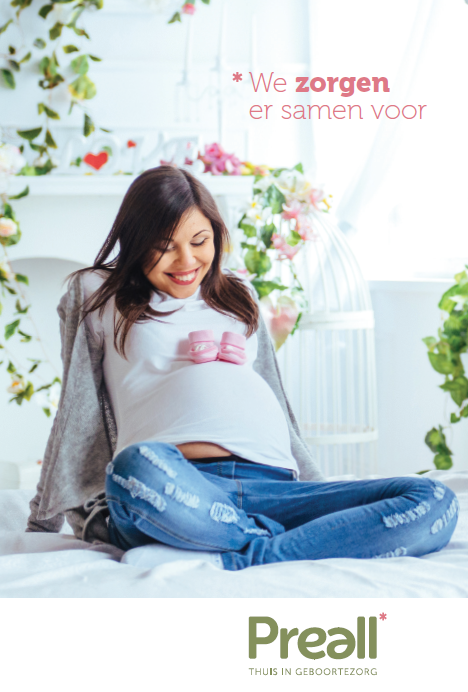 * We zorgen
er samen voor
Preall*
THUIS IN GEBOORTEZORG